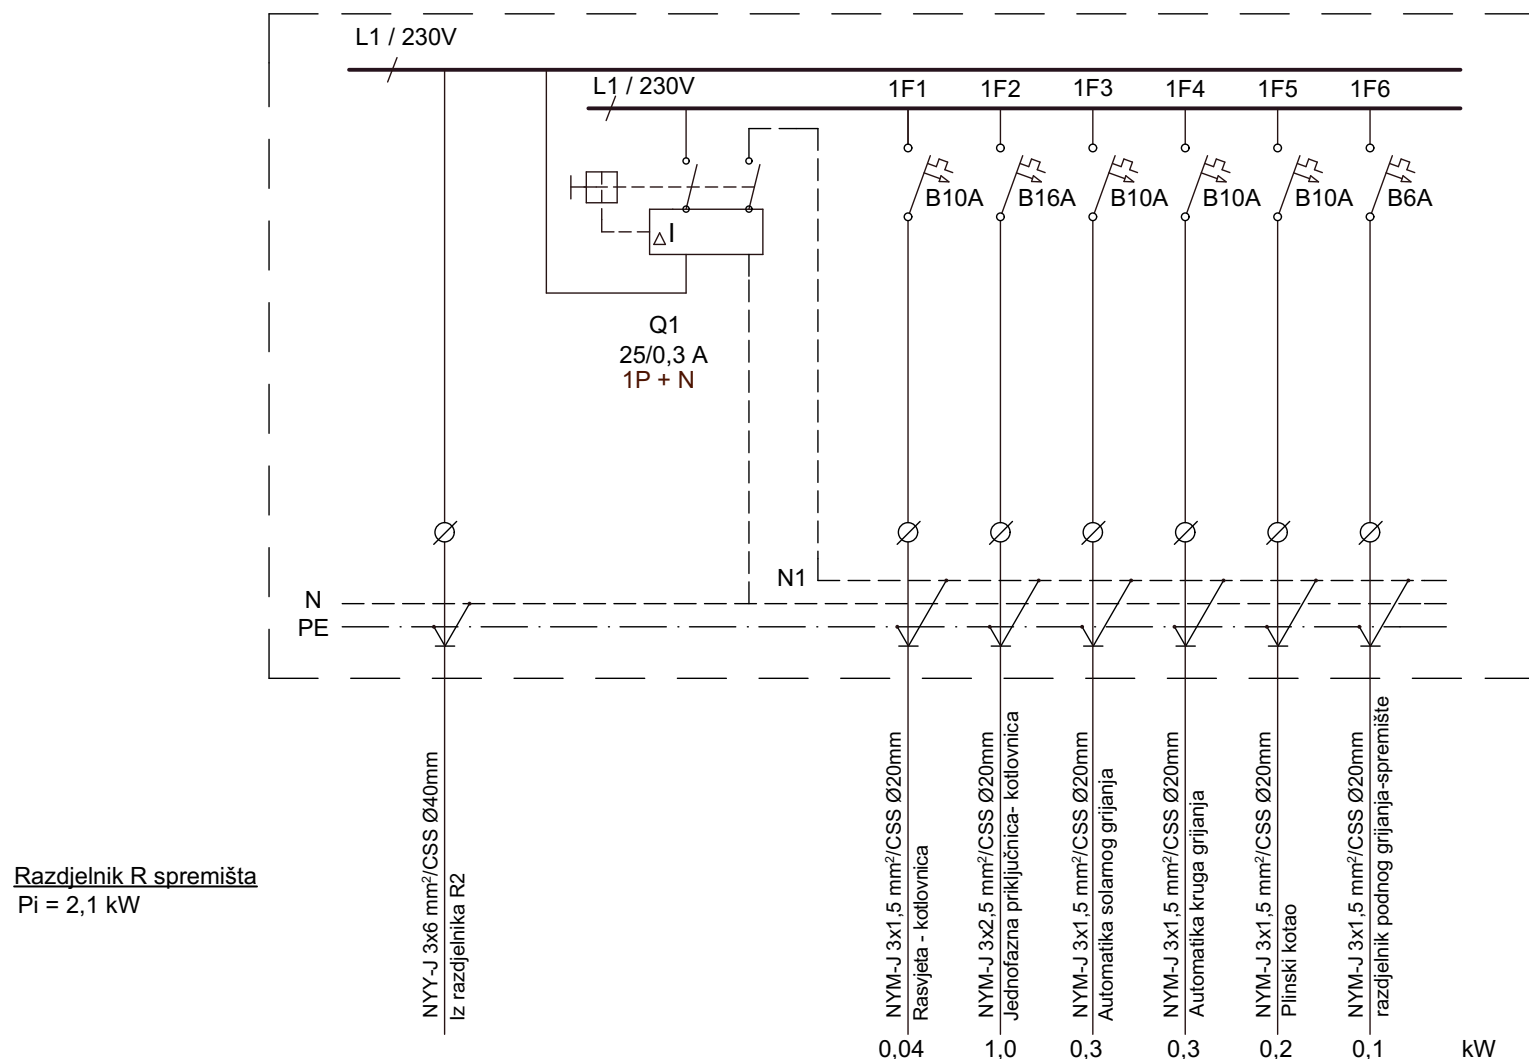 L1 / 230V
L1 / 230V
1F1
1F2
1F3
1F4
1F5
1F6
B10A
B16A
B10A
B10A
B10A
B6A
△I
Q1
25/0,3 A
1P + N
N1
N
PE
Razdjelnik R spremišta
Pi = 2,1 kW
NYY-J 3x6 mm²/CSS Ø40mm
Iz razdjelnika R2
NYM-J 3x1,5 mm²/CSS Ø20mm
Rasvjeta - kotlovnica
NYM-J 3x2,5 mm²/CSS Ø20mm
Jednofazna priključnica- kotlovnica
NYM-J 3x1,5 mm²/CSS Ø20mm
Automatika solarnog grijanja
NYM-J 3x1,5 mm²/CSS Ø20mm
Automatika kruga grijanja
NYM-J 3x1,5 mm²/CSS Ø20mm
Plinski kotao
NYM-J 3x1,5 mm²/CSS Ø20mm
razdjelnik podnog grijanja-spremište
0,04
1,0
0,3
0,3
0,2
0,1
kW